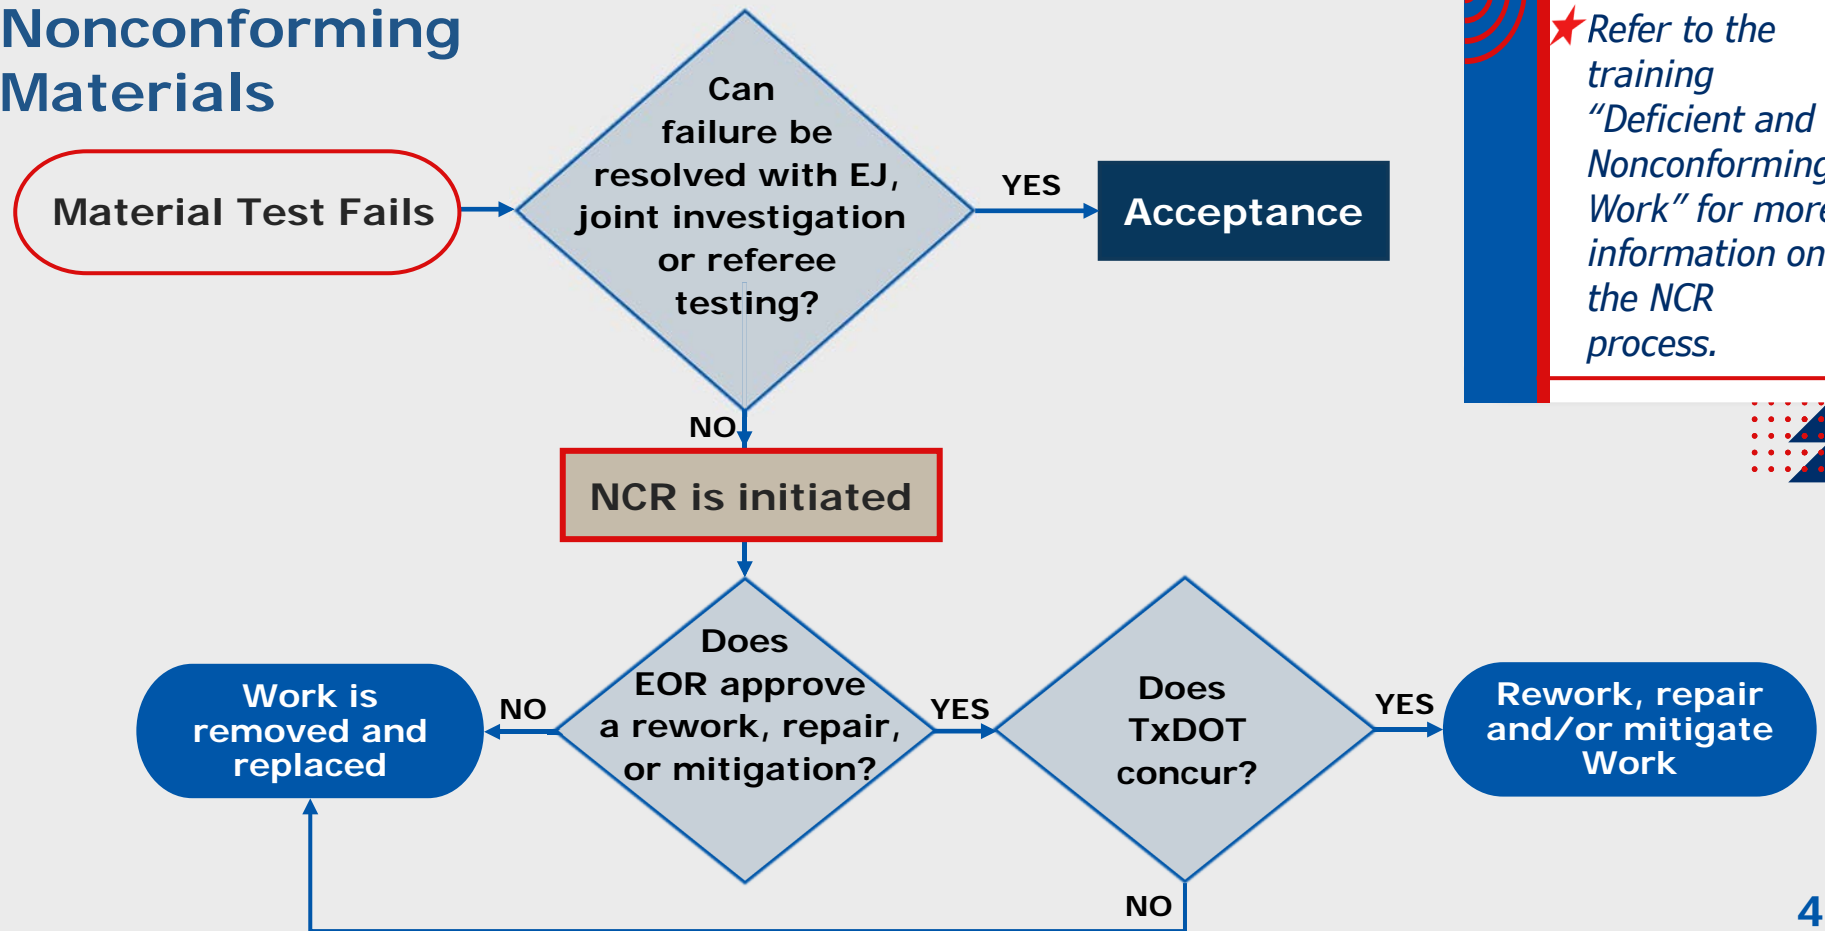 Nonconforming
Materials
Material Test Fails
Can
failure be
resolved with EJ,
joint investigation
or referee
testing?
YES
Acceptance
Refer to the
training
“Deficient and
Nonconforming
Work” for more
information on
the NCR
process.
NO
NCR is initiated
Work is
removed and
replaced
NO
Does
EOR approve
a rework, repair,
or mitigation?
YES
Does
TxDOT
concur?
YES
Rework, repair
and/or mitigate
Work
NO
4